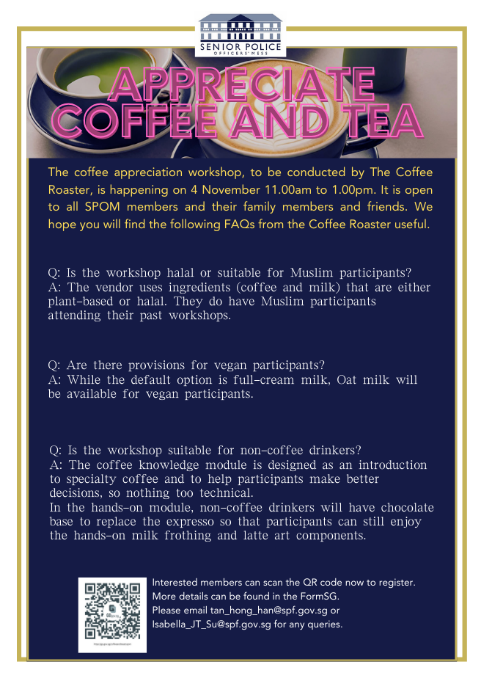 SENIOR POLICE
OFFICERS' MESS
APPRECIATE
COFFEE AND TEA
The coffee appreciation workshop, to be conducted by The Coffee
Roaster, is happening on 4 November 11.00am to 1.00pm. It is open
to all SPOM members and their family members and friends. We
hope you will find the following FAQs from the Coffee Roaster useful.
Q: Is the workshop halal or suitable for Muslim participants?
A: The vendor uses ingredients (coffee and milk) that are either
plant-based or halal. They do have Muslim participants
attending their past workshops.
Q: Are there provisions for vegan participants?
A: While the default option is full-cream milk, Oat milk will
be available for vegan participants.
Q: Is the workshop suitable for non-coffee drinkers?
A: The coffee knowledge module is designed as an introduction
to specialty coffee and to help participants make better
decisions, so nothing too technical.
In the hands-on module, non-coffee drinkers will have chocolate
base to replace the expresso so that participants can still enjoy
the hands-on milk frothing and latte art components.
Interested members can scan the QR code now to register.
More details can be found in the FormSG.
Please email tan_hong_han@spf.gov.sg or
Isabella_JT_Su@spf.gov.sg for any queries.